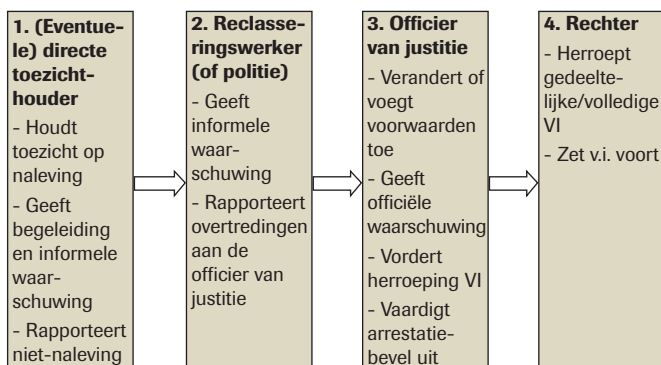 1. (Eventue-
le) directe
toezicht-
houder
- Houdt
toezicht op
naleving
- Geeft
begeleiding
en informele
waar-
schuwing
- Rapporteert
niet-naleving
2. Reclasse-
ringswerker
(of politie)
- Geeft
informele
waar-
schuwing
- Rapporteert
overtredingen
aan de
officier van
justitie
3. Officier
van justitie
- Verandert of
voegt
voorwaarden
toe
- Geeft
officiële
waarschuwing
- Vordert
herroeping VI
- Vaardigt
arrestatie-
bevel uit
4. Rechter
- Herroept
gedeelte-
lijke/volledige
VI
- Zet v.i. voort